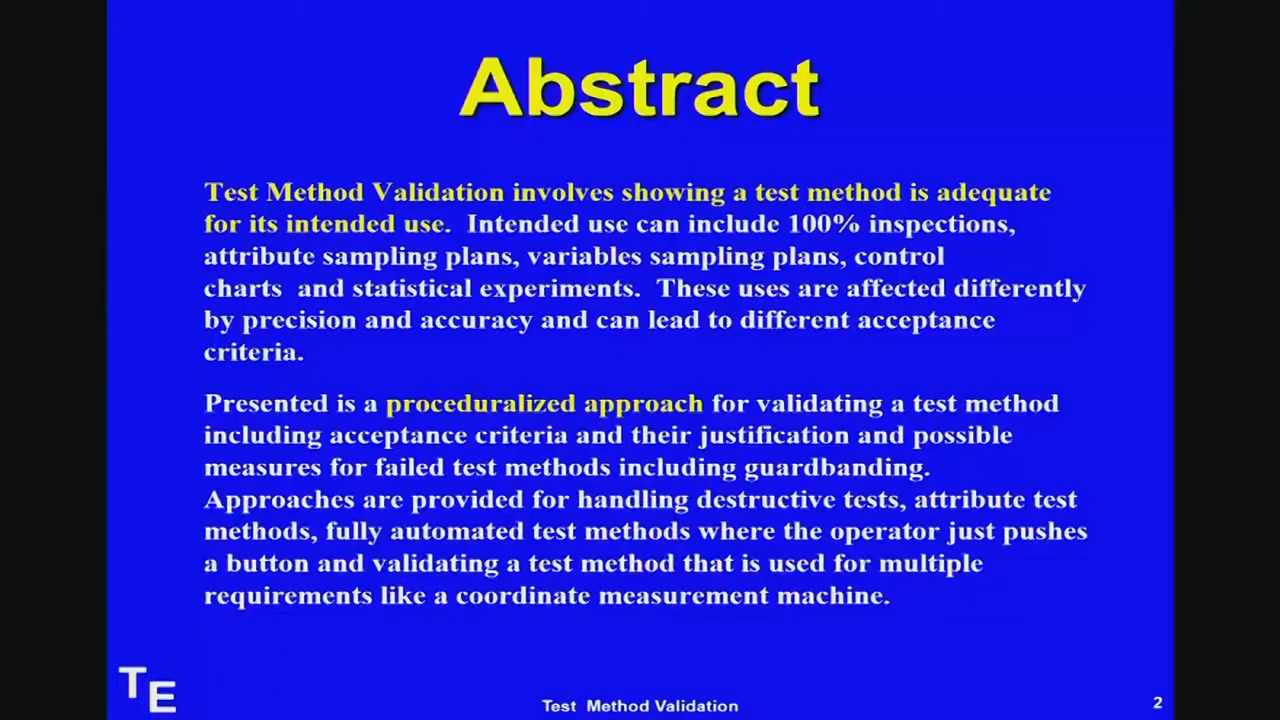 Abstract
Test Method Validation involves showing a test method is adequate
for its intended use.  Intended use can include 100% inspections,
attribute sampling plans, variables sampling plans, control
charts  and statistical experiments.  These uses are affected differently
by precision and accuracy and can lead to different acceptance
criteria.
Presented is a proceduralized approach for validating a test method
including acceptance criteria and their justification and possible
measures for failed test methods including guardbanding.
Approaches are provided for handling destructive tests, attribute test
methods, fully automated test methods where the operator just pushes
a button and validating a test method that is used for multiple
requirements like a coordinate measurement machine.
TE
Test  Method Validation
2